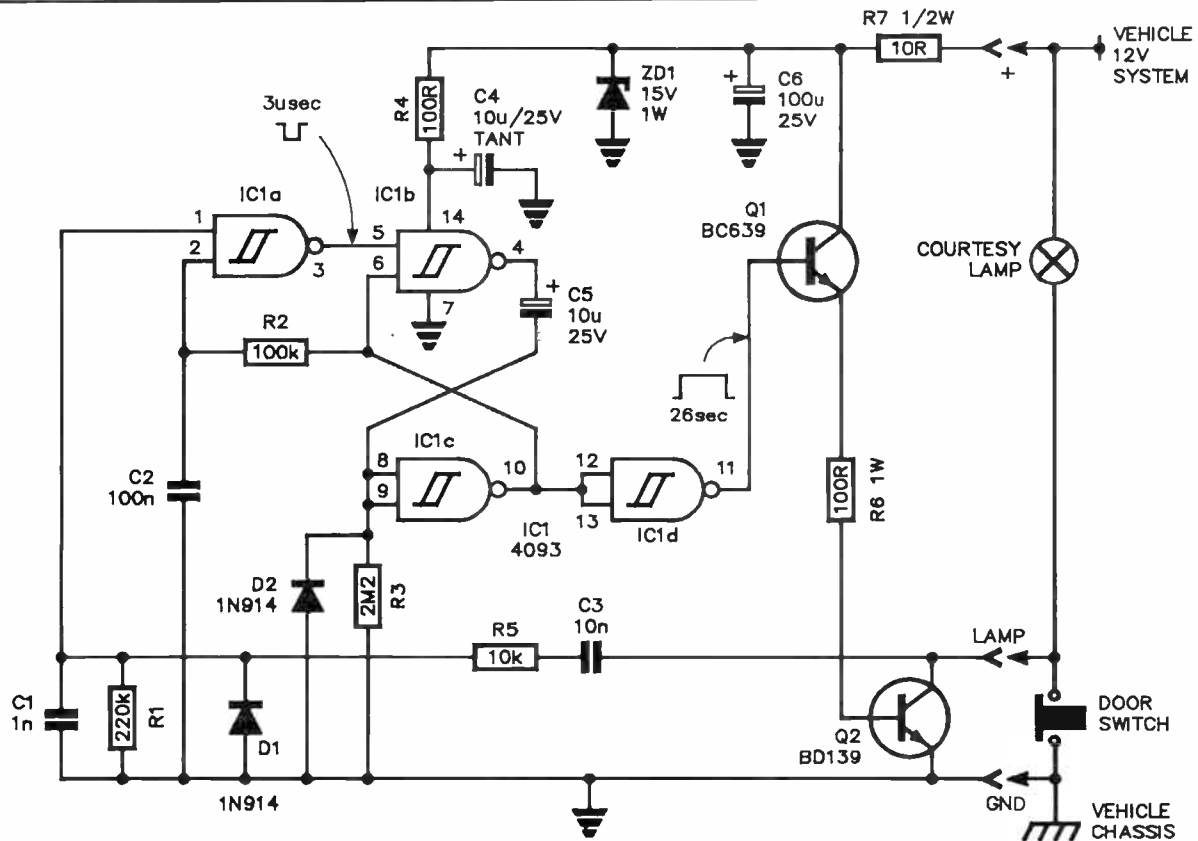 R7 1/2W
10R
+
VEHICLE
12V
SYSTEM
ZD1
15V
1W
+
C6
100u
25V
R4
100R
C4
10u/25V
TANT
+
3usec
IC1a
1
2
3
IC1b
14
5
6
4
7
+
C5
10u
25V
Q1
BC639
COURTESY
LAMP
R2
100k
26sec
IC1c
8
9
10
12
13
11
IC1d
IC1
4093
C2
100n
100R
R6 1W
D2
1N914
2M2
R3
R5
10k
C3
10n
LAMP
C1
1n
220k
R1
D1
1N914
Q2
BD139
DOOR
SWITCH
GND
VEHICLE
CHASSIS